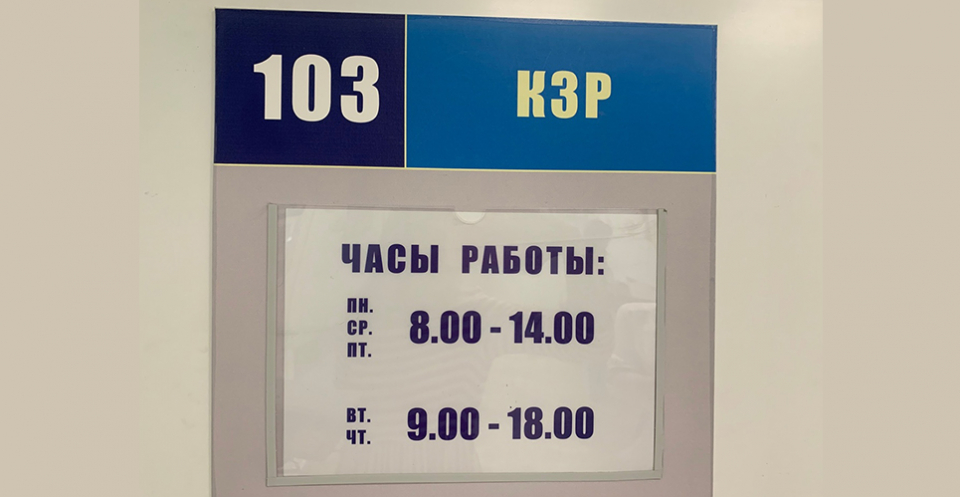 103 КЗР
ЧАСЫ РАБОТЫ:
ПН.
СР. 8.00 - 14.00
ПТ.
ВТ. 9.00 - 18.00
ЧТ.